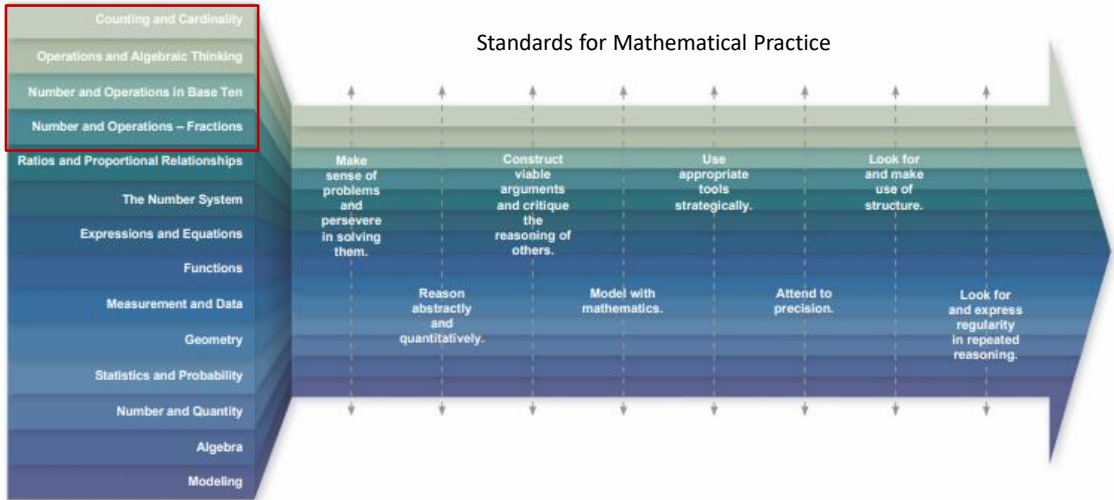 Standards for Mathematical Practice
Counting and Cardinality
Operations and Algebraic Thinking
Number and Operations in Base Ten
Number and Operations – Fractions
Ratios and Proportional Relationships
The Number System
Expressions and Equations
Functions
Measurement and Data
Geometry
Statistics and Probability
Number and Quantity
Algebra
Modeling
Make
sense of
problems
and
persevere
in solving
them.
Reason
abstractly
and
quantitatively.
Construct
viable
arguments
and critique
the
reasoning of
others.
Model with
mathematics.
Use
appropriate
tools
strategically.
Attend to
precision.
Look for
and make
use of
structure.
Look for
and express
regularity
in repeated
reasoning.